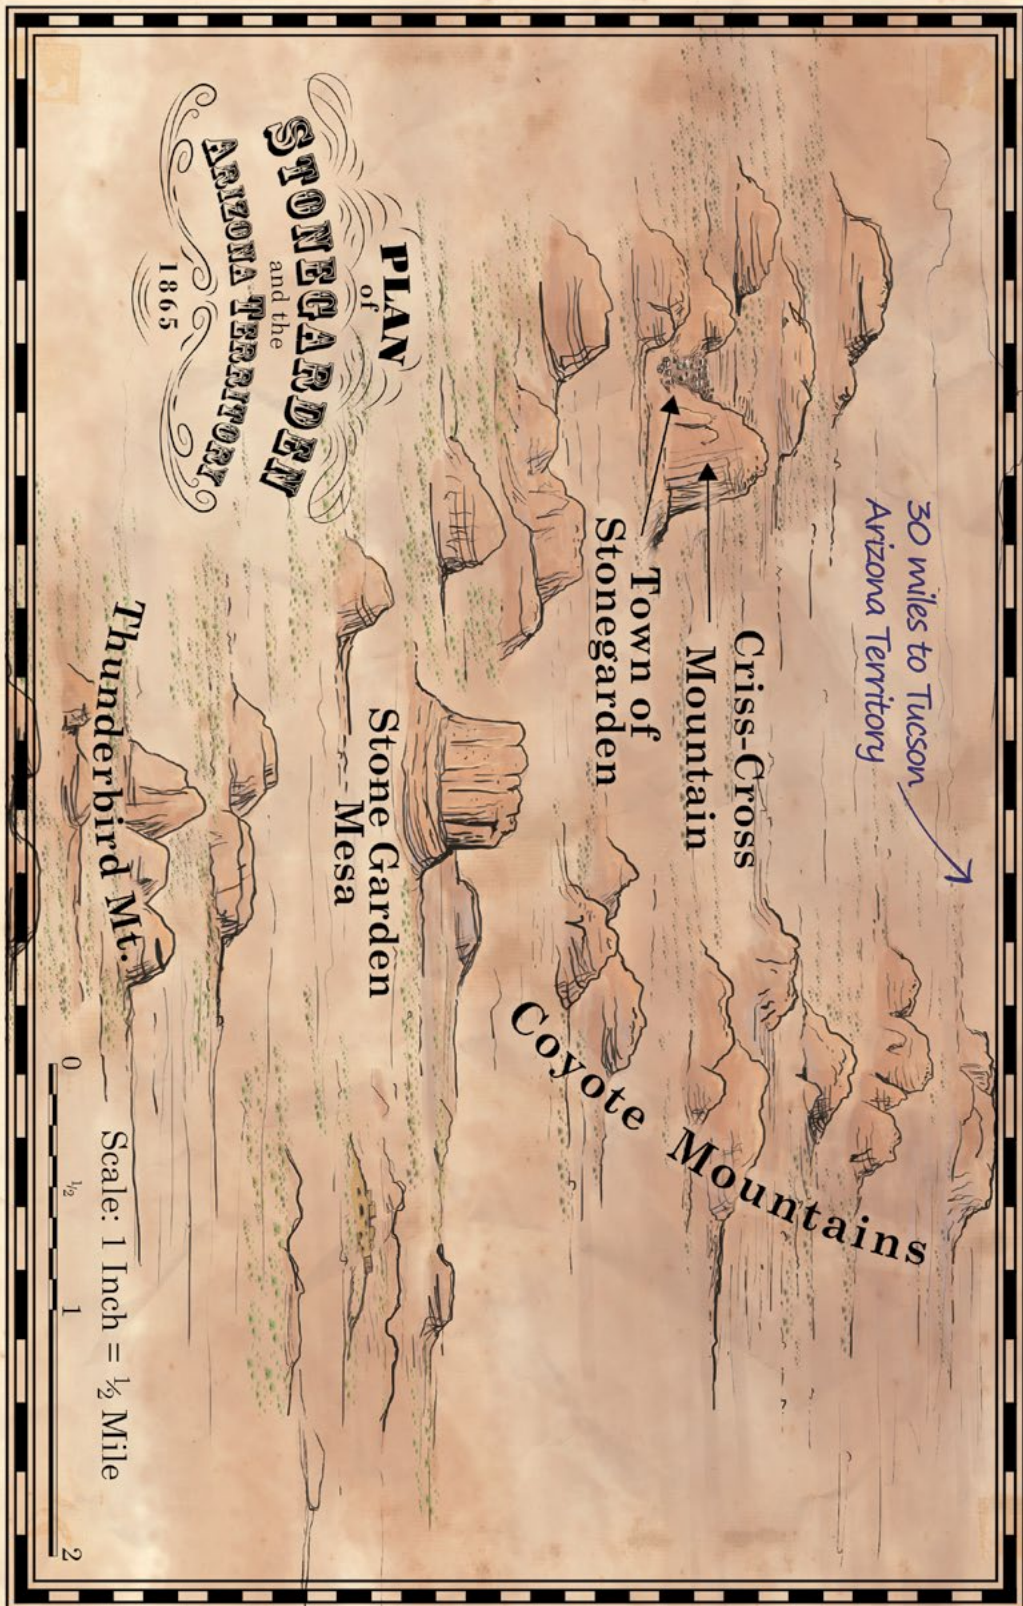 PLAN
of
STONEGARDEN
and the
ARIZONA TERRITORY
1865
30 miles to Tucson
Arizona Territory
Criss-Cross
Mountain
Town of
Stonegarden
Coyote Mountains
Stone Garden
Mesa
Thunderbird Mt.
Scale: 1 Inch = ½ Mile
0 ½ 1 2